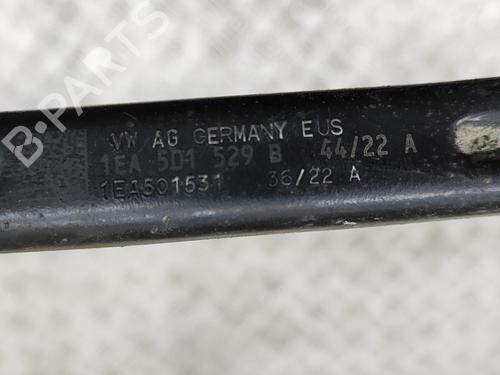 VW AG GERMANY EUS
1EA 501 529 B 44/22 A
1EA501531 36/22 A
B-PARTS